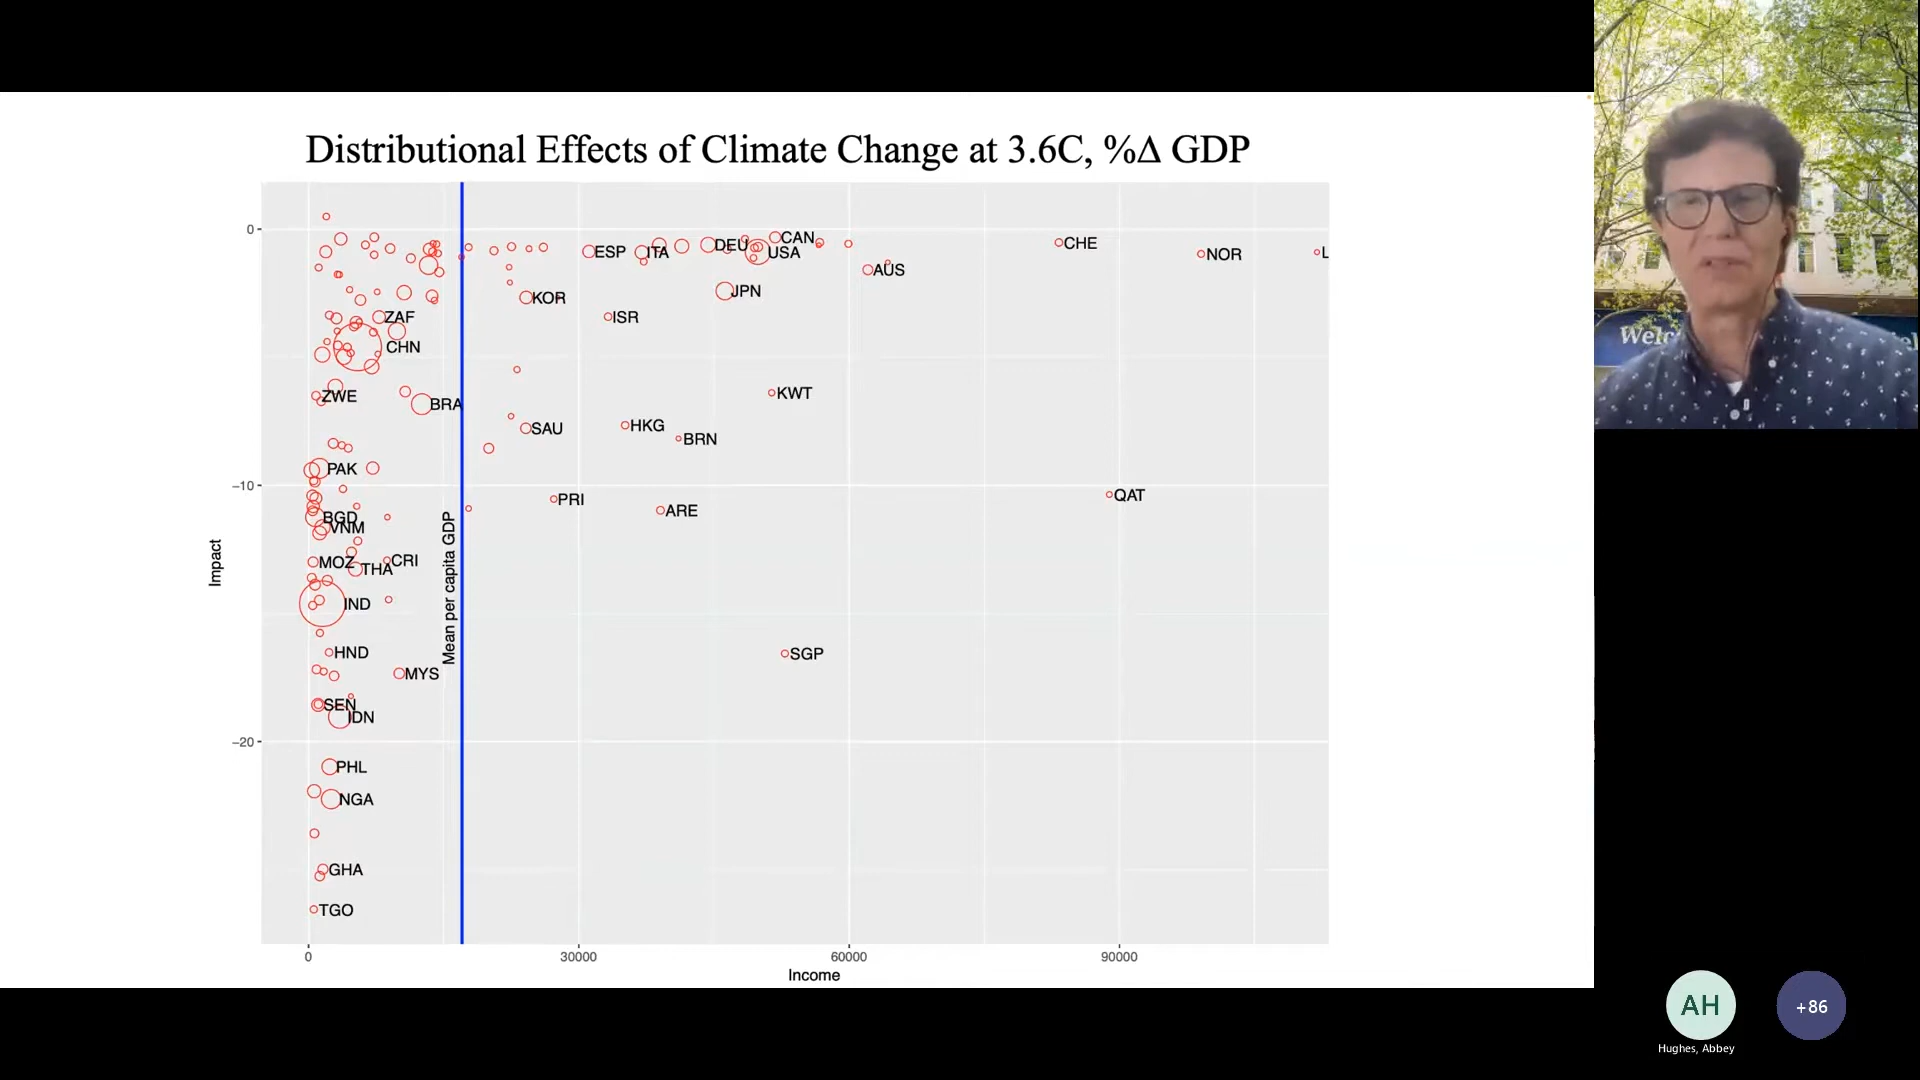 Distributional Effects of Climate Change at 3.6C, %Δ GDP
0
−10
−20
Impact
0
30000
60000
90000
Income
Mean per capita GDP
CAN
DEU
CHE
ESP
ITA
USA
NOR
L
AUS
JPN
KOR
ISR
ZAF
CHN
KWT
ZWE
BRA
HKG
SAU
BRN
PAK
QAT
PRI
ARE
BGD
VNM
CRI
MOZ
THA
IND
HND
SGP
MYS
SEN
IDN
PHL
NGA
GHA
TGO
Welc
el
AH
Hughes, Abbey
+86